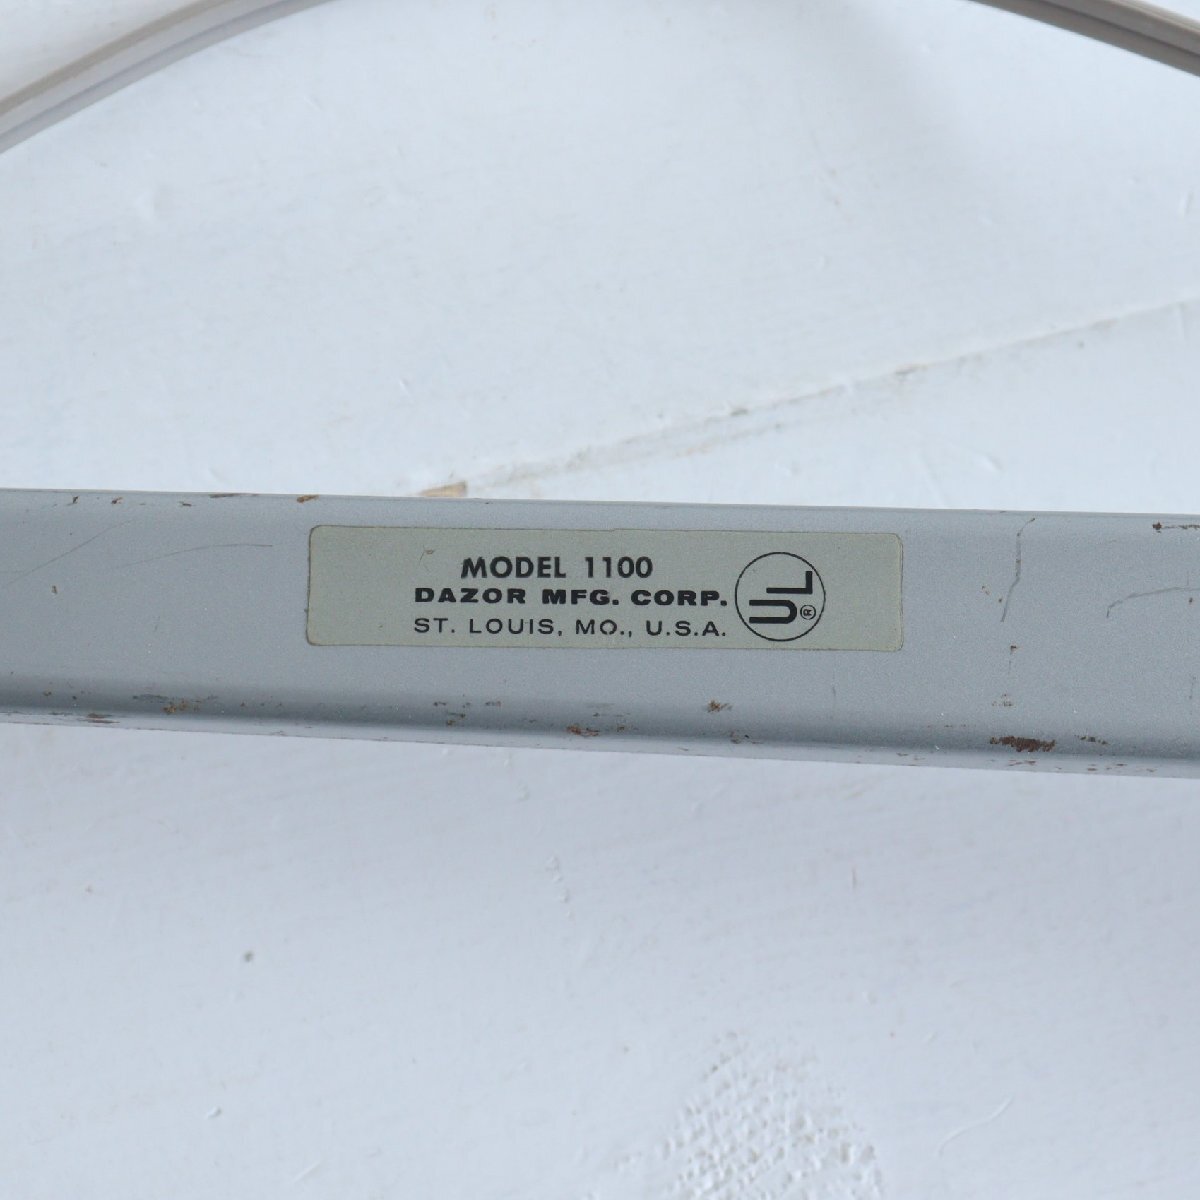 MODEL 1100
DAZOR MFG. CORP.
ST. LOUIS, MO., U.S.A.
UL ®